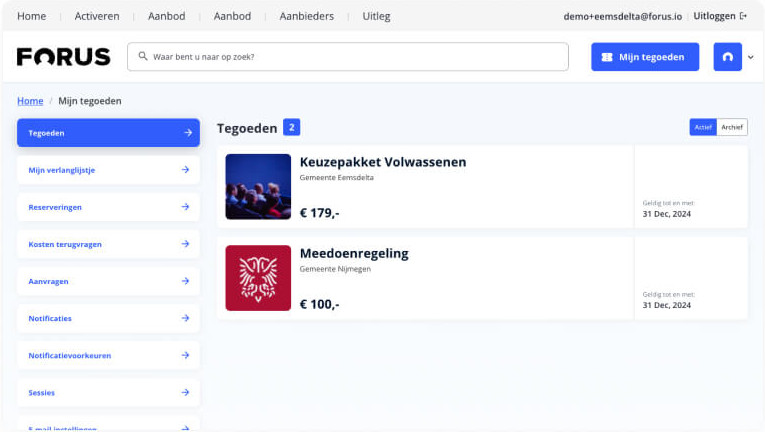 Home Activeren Aanbod Aanbod Aanbieders Uitleg demo+eemsdelta@forus.io Uitloggen
FORUS Waar bent u naar op zoek? Mijn tegoeden
Home / Mijn tegoeden
Tegoeden
Mijn verlanglijstje
Reserveringen
Kosten terugvragen
Aanvragen
Notificaties
Notificatievoorkeuren
Sessies
E-mail instellingen
Tegoeden 2
Actief Archief
Keuzepakket Volwassenen
Gemeente Eemsdelta
€ 179,-
Geldig tot en met:
31 Dec, 2024
Meedoenregeling
Gemeente Nijmegen
€ 100,-
Geldig tot en met:
31 Dec, 2024